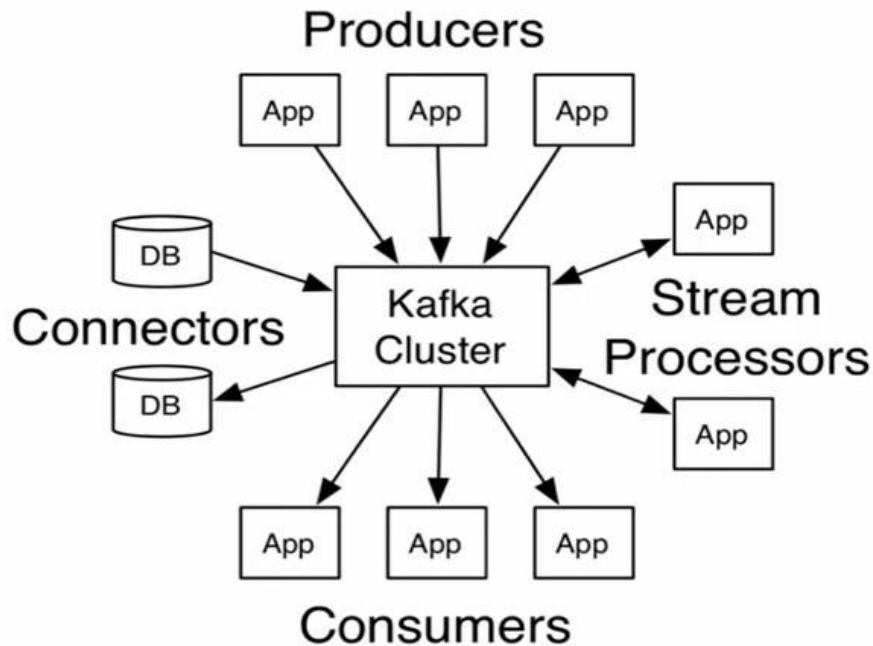 Producers
App
App
App
DB
App
Connectors
Kafka
Cluster
Stream
Processors
DB
App
App
App
App
Consumers